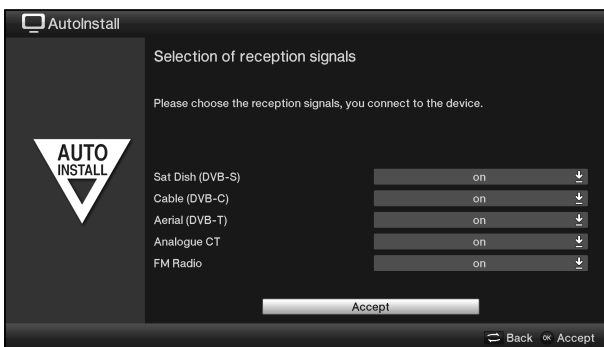 AutoInstall
Selection of reception signals
Please choose the reception signals, you connect to the device.
AUTO
INSTALL
Sat Dish (DVB-S) on
Cable (DVB-C) on
Aerial (DVB-T) on
Analogue CT on
FM Radio on
Accept
Back OK Accept